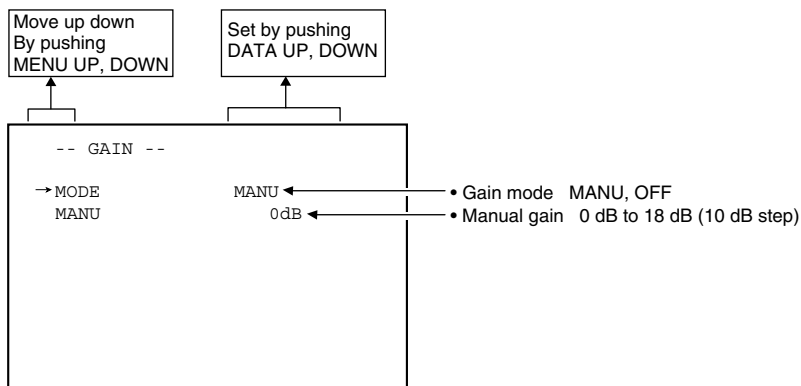 Move up down
By pushing
MENU UP, DOWN
Set by pushing
DATA UP, DOWN
-- GAIN --
→MODE MANU • Gain mode MANU, OFF
MANU 0dB • Manual gain 0 dB to 18 dB (10 dB step)